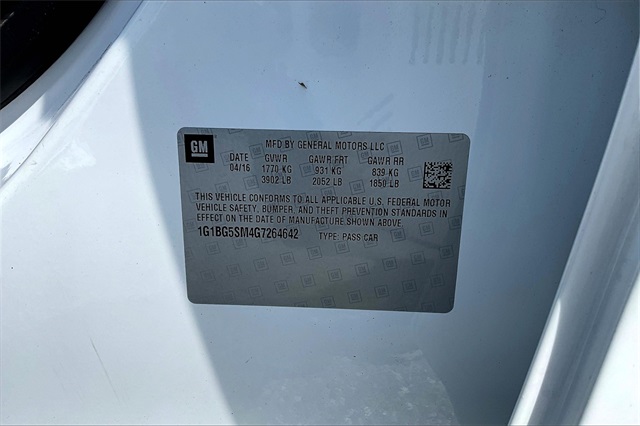 GM
MFD BY GENERAL MOTORS LLC
DATE GVWR GAWR FRT GAWR RR
04/16 1770 KG 931 KG 839 KG
3902 LB 2052 LB 1850 LB
THIS VEHICLE CONFORMS TO ALL APPLICABLE U.S. FEDERAL MOTOR
VEHICLE SAFETY, BUMPER, AND THEFT PREVENTION STANDARDS IN
EFFECT ON THE DATE OF MANUFACTURE SHOWN ABOVE
1G1BG5SM4G7264642 TYPE: PASS CAR